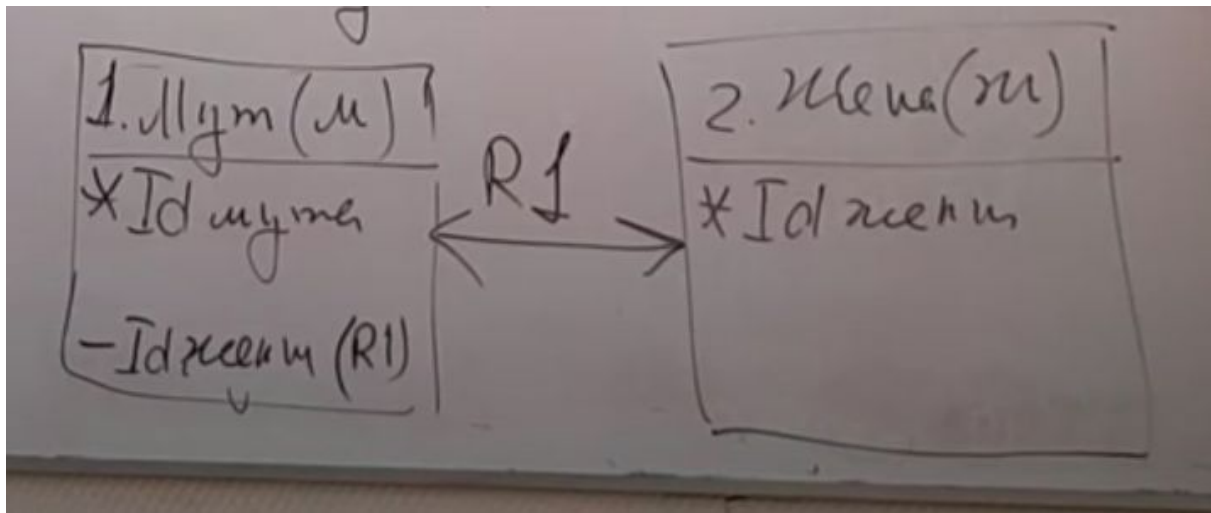 1. Муж (М)
* Id мужа
- Id жены (R1)
R1
2. Жена (Ж)
* Id жены